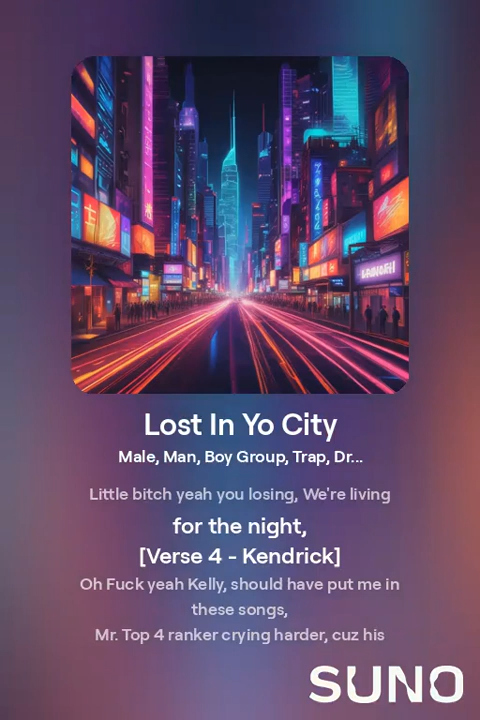 Lost In Yo City
Male, Man, Boy Group, Trap, Dr...
Little bitch yeah you losing, We're living
for the night,
[Verse 4 - Kendrick]
Oh Fuck yeah Kelly, should have put me in
these songs,
Mr. Top 4 ranker crying harder, cuz his
SUNO